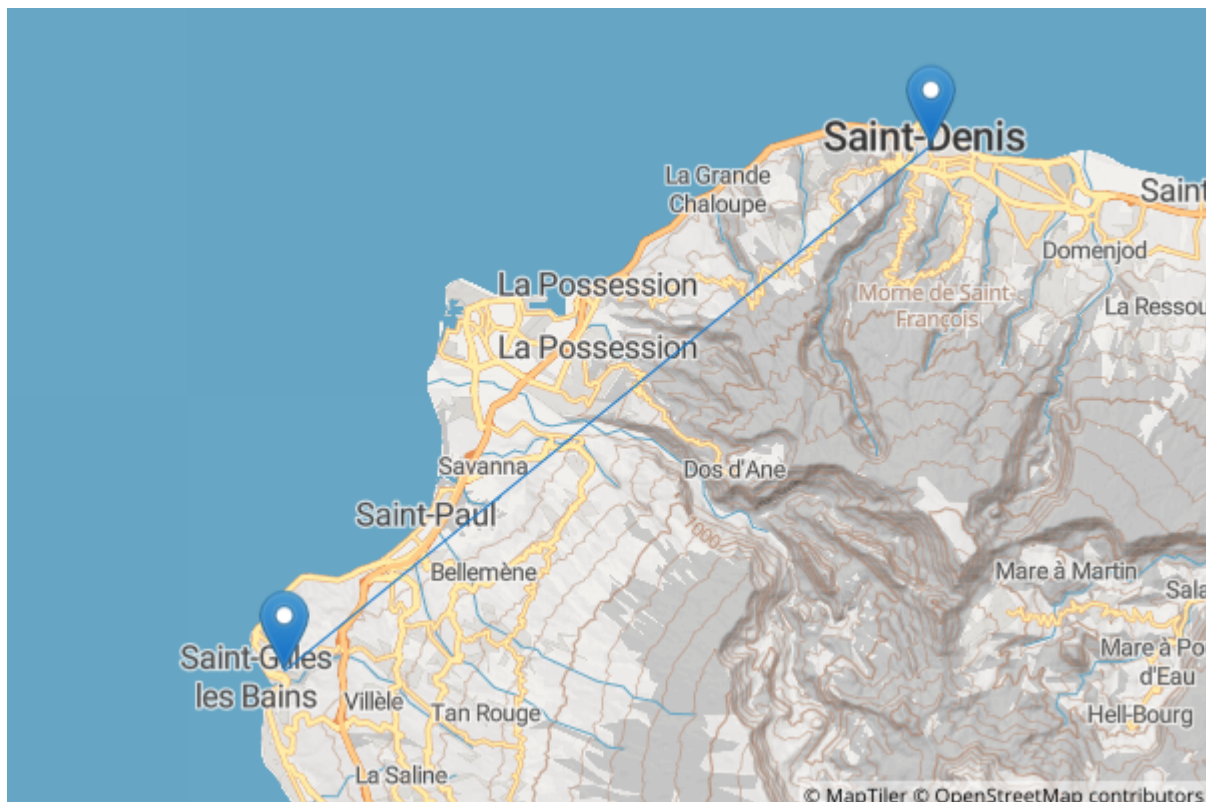 Saint-Denis
La Grande
Chaloupe
Saint
Domenjod
La Possession
Morne de Saint-
François
La Ressou
La Possession
Savanna
Dos d'Ane
Saint-Paul
1000
Bellemène
Mare à Martin
Sala
Saint-Gilles
les Bains
Mare à Pou
d'Eau
Villèle
Tan Rouge
Hell-Bourg
La Saline
© MapTiler © OpenStreetMap contributors